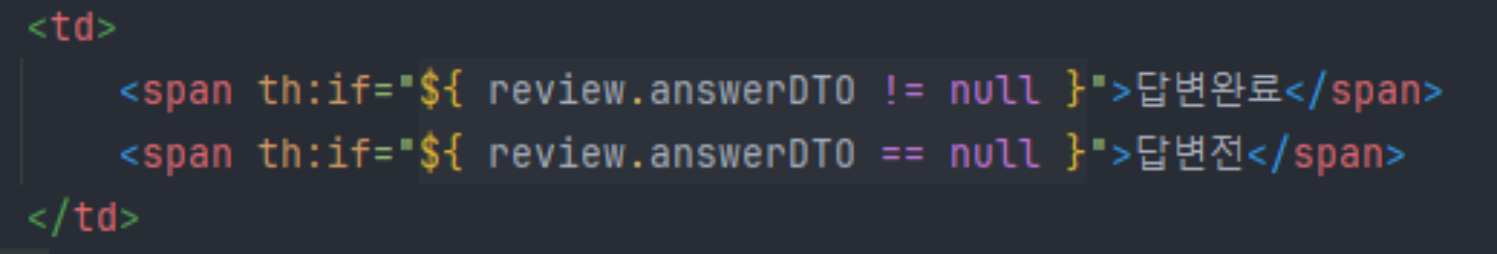 <td>
<span th:if="${ review.answerDTO != null }">답변완료</span>
<span th:if="${ review.answerDTO == null }">답변전</span>
</td>